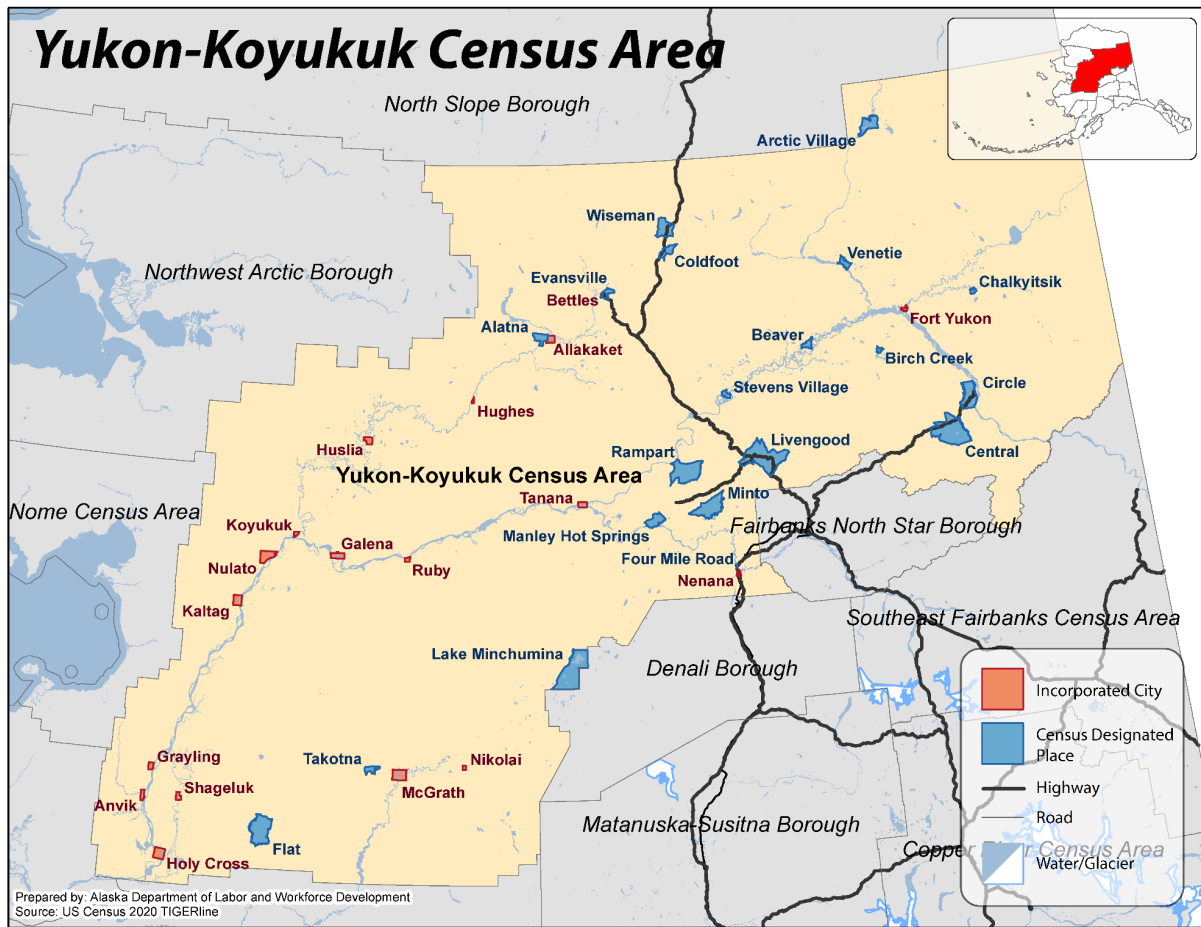 Yukon-Koyukuk Census Area
North Slope Borough
Arctic Village
Wiseman
Northwest Arctic Borough
Coldfoot
Venetie
Evansville
Bettles
Chalkyitsik
Fort Yukon
Alatna
Allakaket
Beaver
Birch Creek
Circle
Stevens Village
Hughes
Huslia
Rampart
Livengood
Central
Yukon-Koyukuk Census Area
Tanana
Minto
Nome Census Area
Koyukuk
Manley Hot Springs
Fairbanks North Star Borough
Galena
Nulato
Ruby
Four Mile Road
Nenana
Kaltag
Southeast Fairbanks Census Area
Lake Minchumina
Denali Borough
Incorporated City
Census Designated
Place
Grayling
Takotna
Nikolai
Anvik
Shageluk
McGrath
Highway
Road
Matanuska-Susitna Borough
Flat
Copper River Census Area
Water/Glacier
Holy Cross
Prepared by: Alaska Department of Labor and Workforce Development
Source: US Census 2020 TIGERline